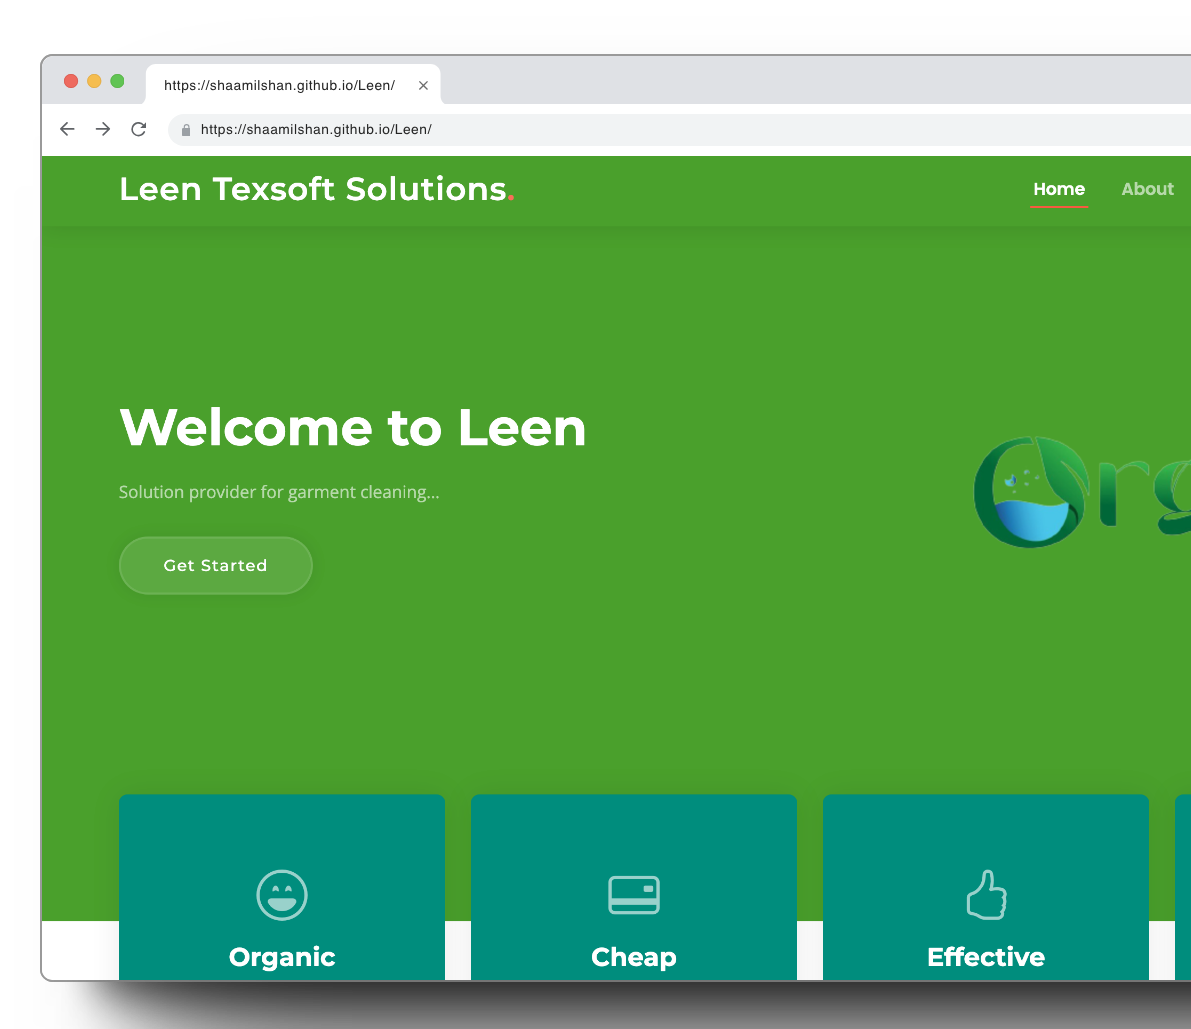 https://shaamilshan.github.io/Leen/
https://shaamilshan.github.io/Leen/
Leen Texsoft Solutions.
Home
About
Welcome to Leen
Solution provider for garment cleaning...
Org
Get Started
Organic
Cheap
Effective